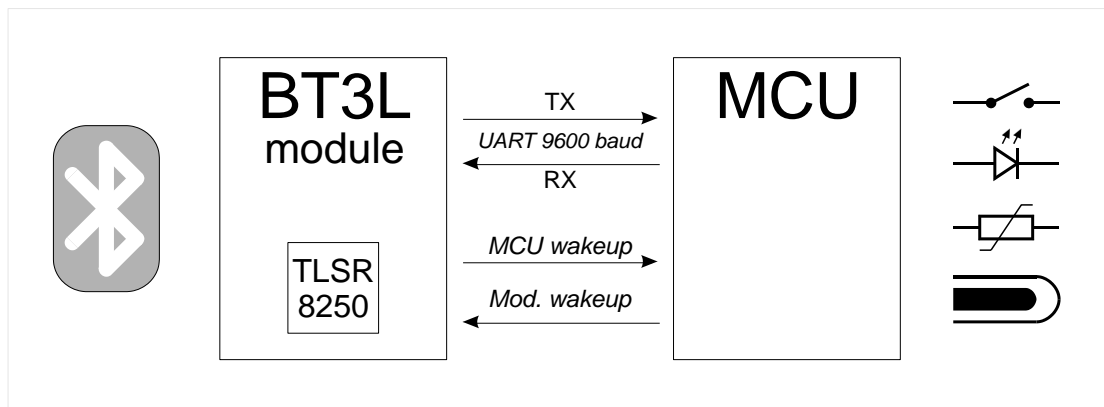 BT3L
module
TLSR
8250
TX
UART 9600 baud
RX
MCU wakeup
Mod. wakeup
MCU